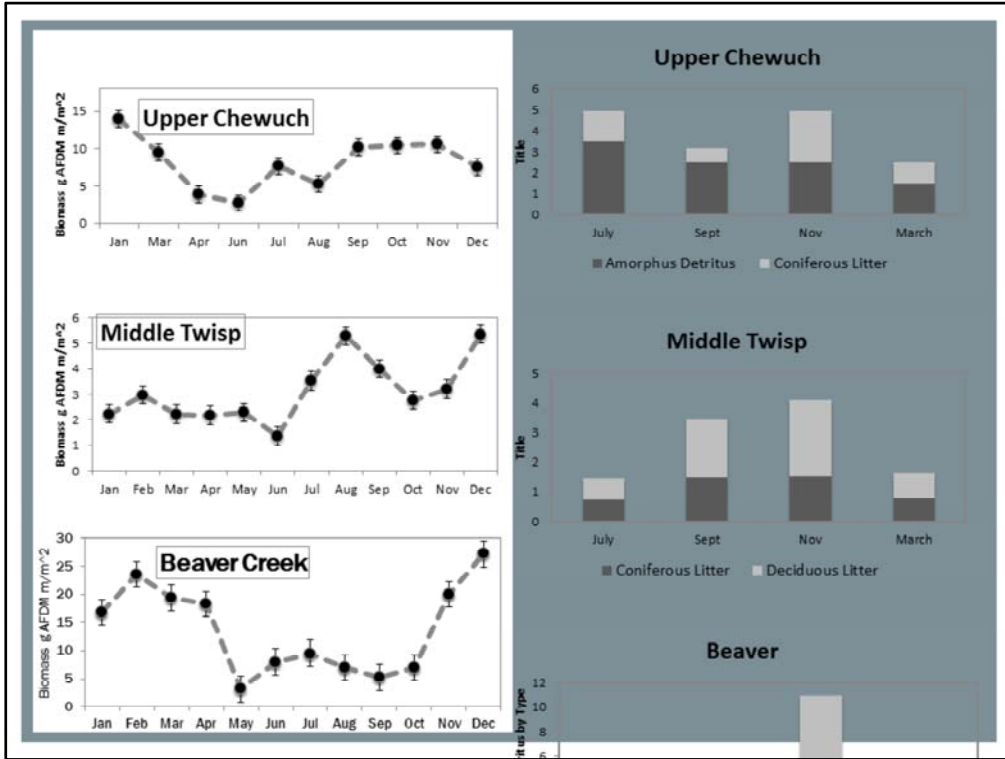 Upper Chewuch
Biomass g AFDM m/m^2
15
10
5
0
Jan Mar Apr Jun Jul Aug Sep Oct Nov Dec
Middle Twisp
Biomass g AFDM m/m^2
6
5
4
3
2
1
0
Jan Feb Mar Apr May Jun Jul Aug Sep Oct Nov Dec
Beaver Creek
Biomass g AFDM m/m^2
30
25
20
15
10
5
0
Jan Feb Mar Apr May Jun Jul Aug Sep Oct Nov Dec
Upper Chewuch
Title
6
5
4
3
2
1
0
July Sept Nov March
Amorphus Detritus Coniferous Litter
Middle Twisp
Title
5
4
3
2
1
0
July Sept Nov March
Coniferous Litter Deciduous Litter
Beaver
by Type
12
10
8
6